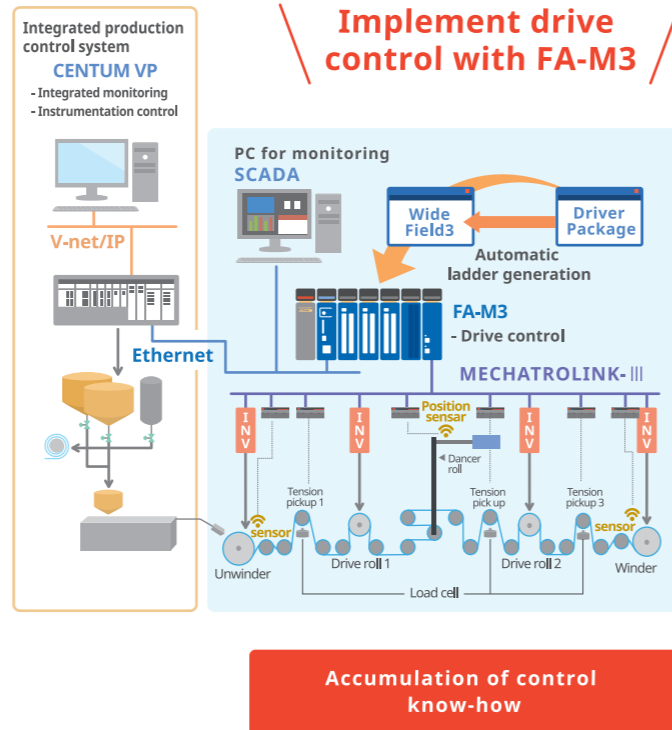 Implement drive
control with FA-M3
Integrated production
control system
CENTUM VP
- Integrated monitoring
- Instrumentation control
V-net/IP
Ethernet
PC for monitoring
SCADA
Wide
Field3
Driver
Package
Automatic
ladder generation
FA-M3
- Drive control
MECHATROLINK-III
INV
INV
INV
INV
Position
sensar
Dancer
roll
Tension
pickup 1
Tension
pick up
Tension
pickup 3
sensor
sensor
Unwinder
Drive roll 1
Drive roll 2
Winder
Load cell
Accumulation of control
know-how